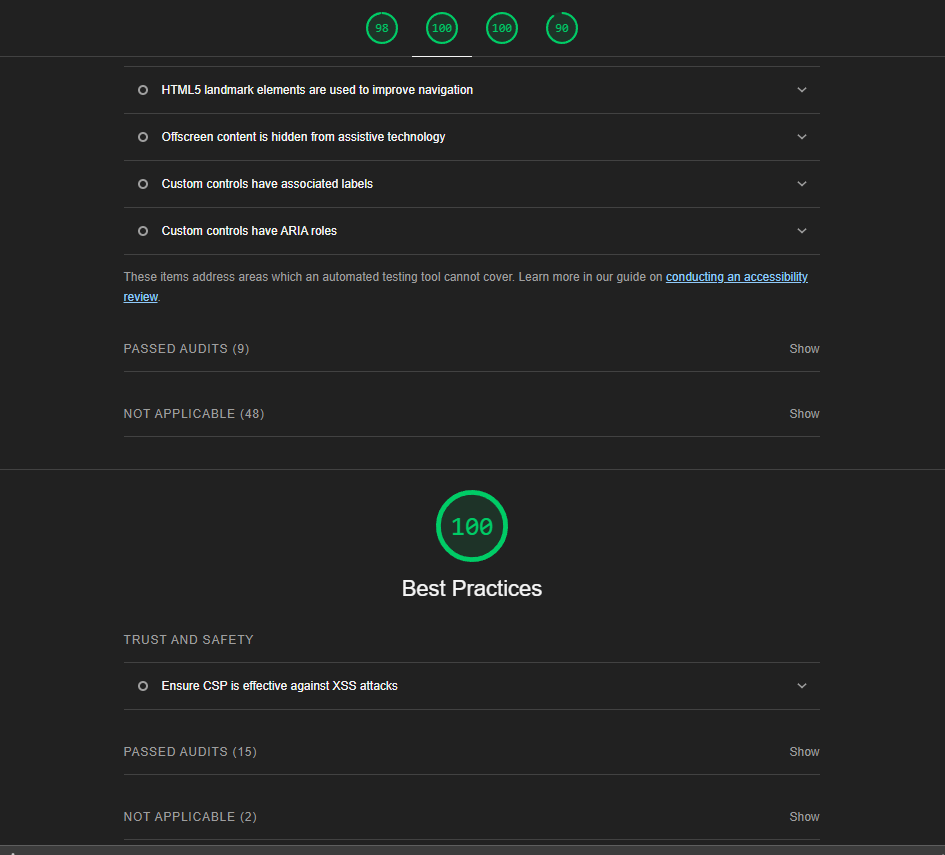 98 100 100 90
HTML5 landmark elements are used to improve navigation
Offscreen content is hidden from assistive technology
Custom controls have associated labels
Custom controls have ARIA roles
These items address areas which an automated testing tool cannot cover. Learn more in our guide on conducting an accessibility
review.
PASSED AUDITS (9) Show
NOT APPLICABLE (48) Show
100
Best Practices
TRUST AND SAFETY
Ensure CSP is effective against XSS attacks
PASSED AUDITS (15) Show
NOT APPLICABLE (2) Show